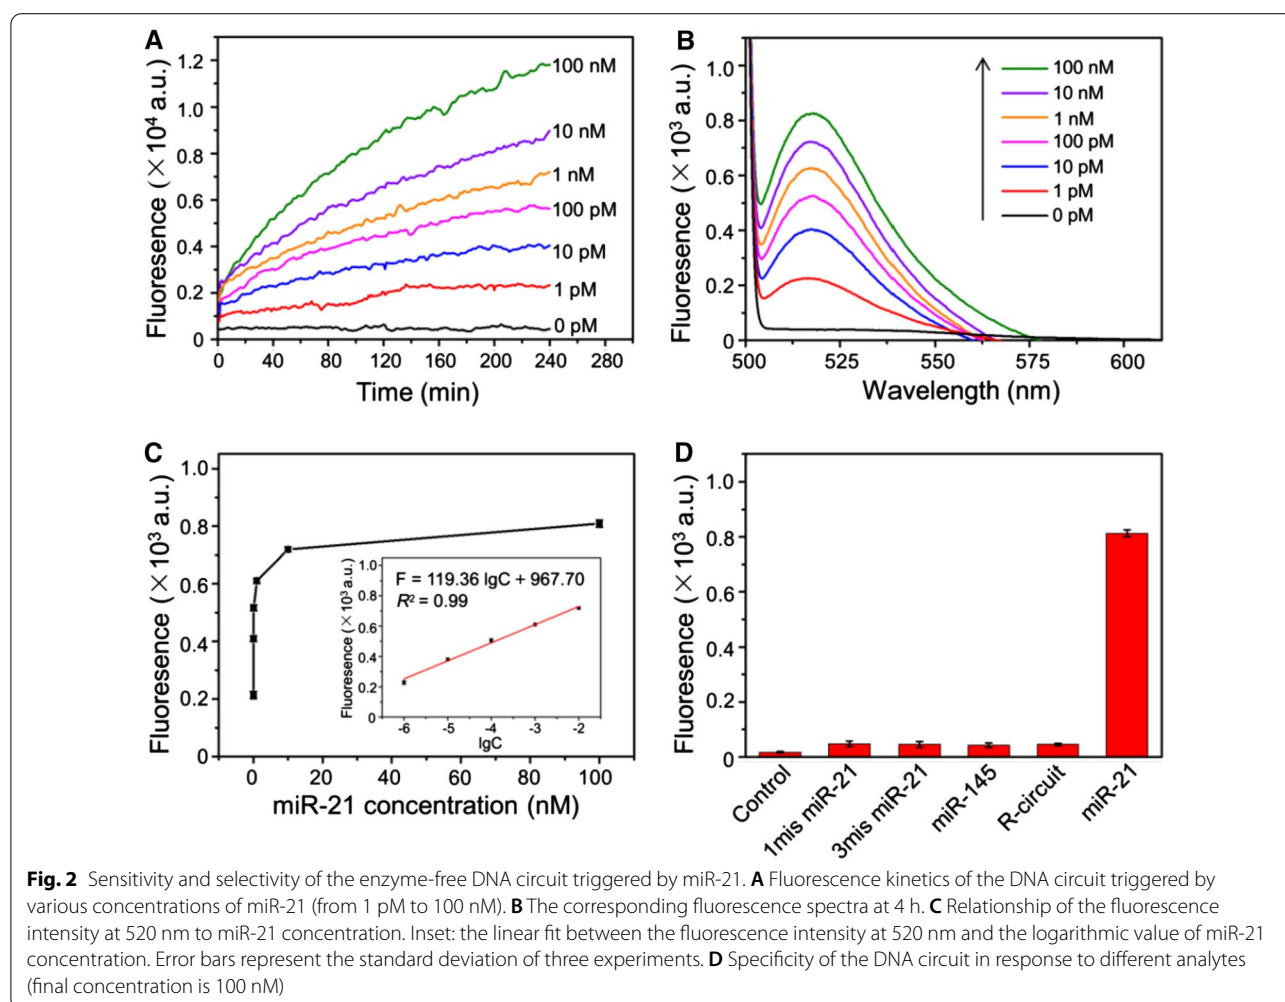 A
Fluoresence (×10⁴ a.u.)
1.2
1.0
0.8
0.6
0.4
0.2
0
100 nM
10 nM
1 nM
100 pM
10 pM
1 pM
0 pM
0 40 80 120 160 200 240 280
Time (min)
B
Fluoresence (×10³ a.u.)
1.0
0.8
0.6
0.4
0.2
0
100 nM
10 nM
1 nM
100 pM
10 pM
1 pM
0 pM
500 525 550 575 600
Wavelength (nm)
C
Fluoresence (×10³ a.u.)
1.0
0.8
0.6
0.4
0.2
0
Fluoresence (×10³ a.u.)
1.0
0.8
0.6
0.4
0.2
0
F = 119.36 lgC + 967.70
R² = 0.99
-6 -5 -4 -3 -2
lgC
0 20 40 60 80 100
miR-21 concentration (nM)
D
Fluoresence (×10³ a.u.)
1.0
0.8
0.6
0.4
0.2
0
Control
1mis miR-21
3mis miR-21
miR-145
R-circuit
miR-21
Fig. 2 Sensitivity and selectivity of the enzyme-free DNA circuit triggered by miR-21. A Fluorescence kinetics of the DNA circuit triggered by
various concentrations of miR-21 (from 1 pM to 100 nM). B The corresponding fluorescence spectra at 4 h. C Relationship of the fluorescence
intensity at 520 nm to miR-21 concentration. Inset: the linear fit between the fluorescence intensity at 520 nm and the logarithmic value of miR-21
concentration. Error bars represent the standard deviation of three experiments. D Specificity of the DNA circuit in response to different analytes
(final concentration is 100 nM)